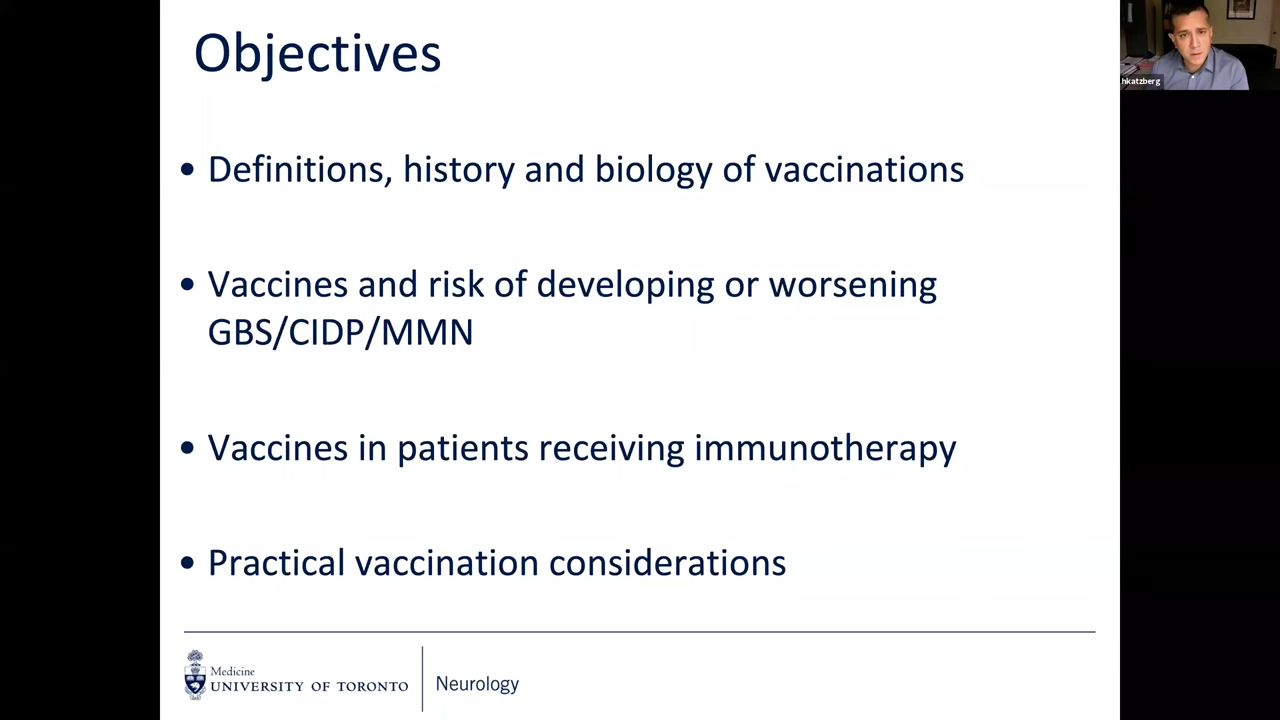 Objectives
hkatzberg
• Definitions, history and biology of vaccinations
• Vaccines and risk of developing or worsening
GBS/CIDP/MMN
• Vaccines in patients receiving immunotherapy
• Practical vaccination considerations
Medicine
UNIVERSITY OF TORONTO
Neurology